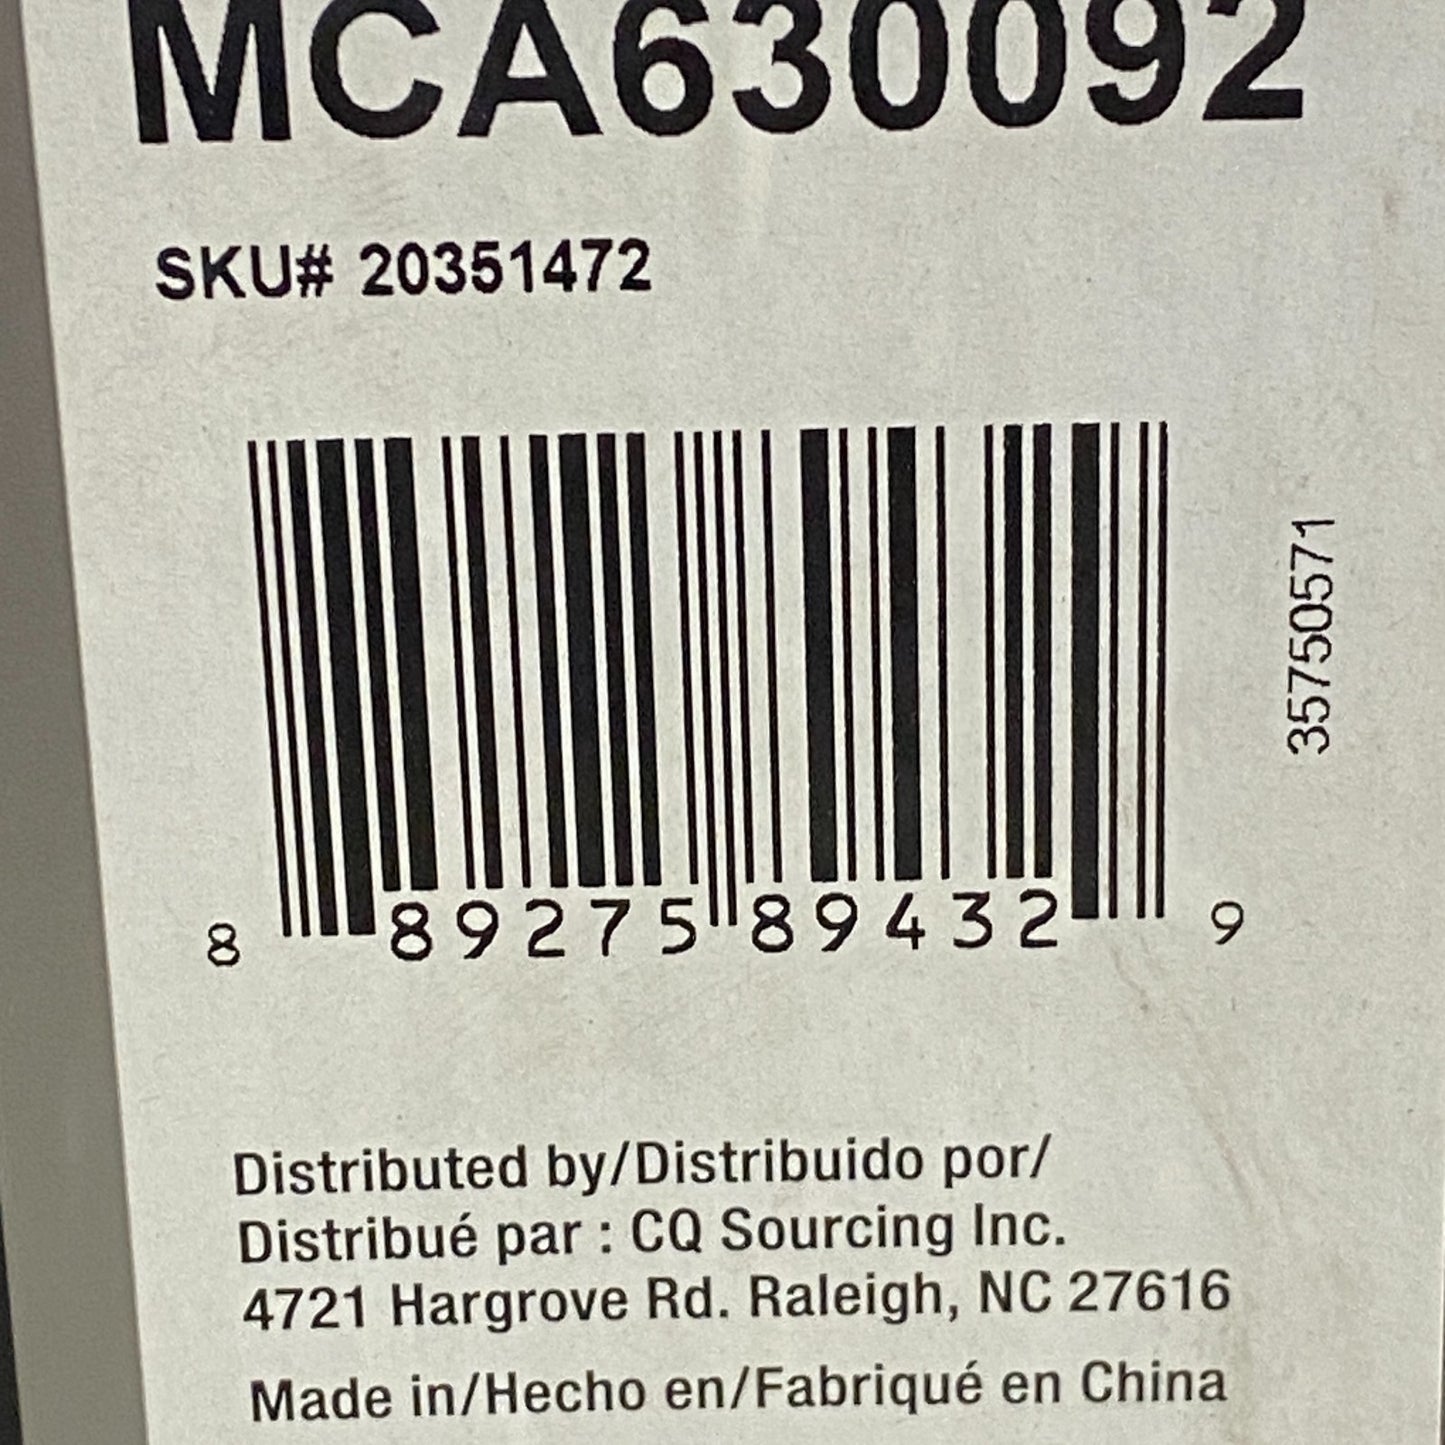 MCA630092
SKU# 20351472
35750571
8 89275 89432 9
Distributed by/Distribuido por/
Distribué par : CQ Sourcing Inc.
4721 Hargrove Rd. Raleigh, NC 27616
Made in/Hecho en/Fabriqué en China